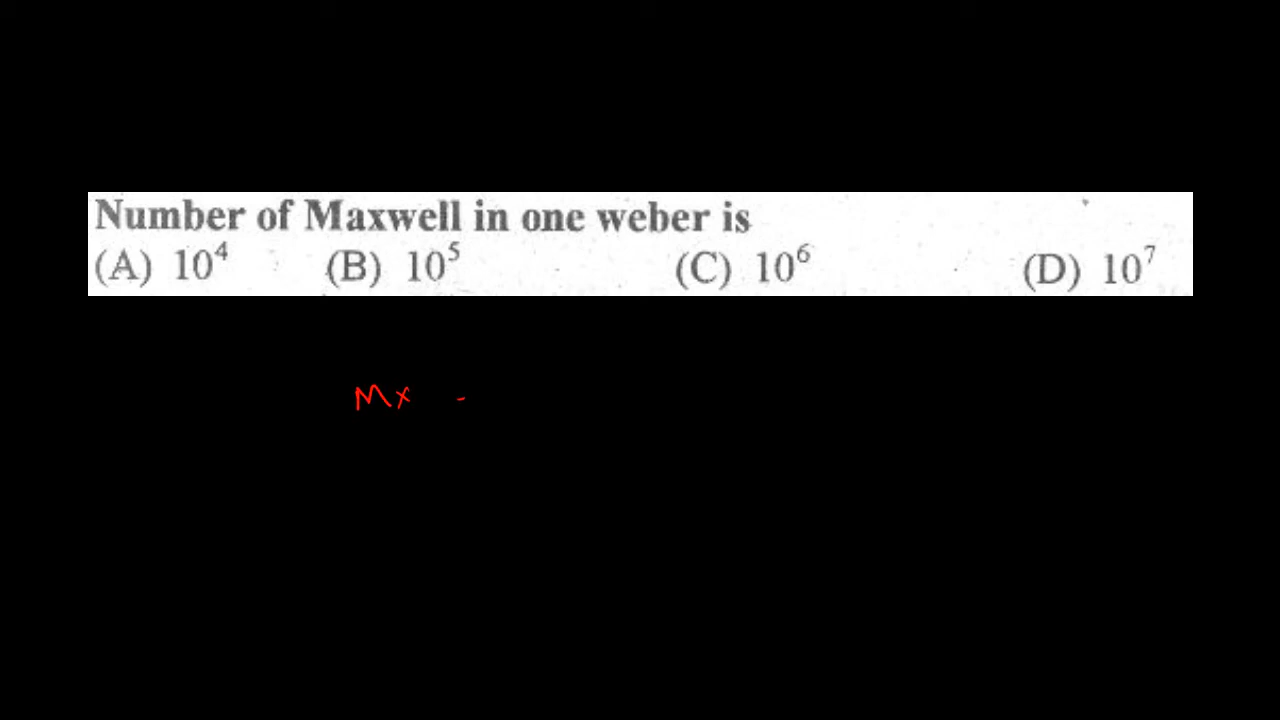 Number of Maxwell in one weber is
(A) 10⁴ (B) 10⁵ (C) 10⁶ (D) 10⁷
Mx -